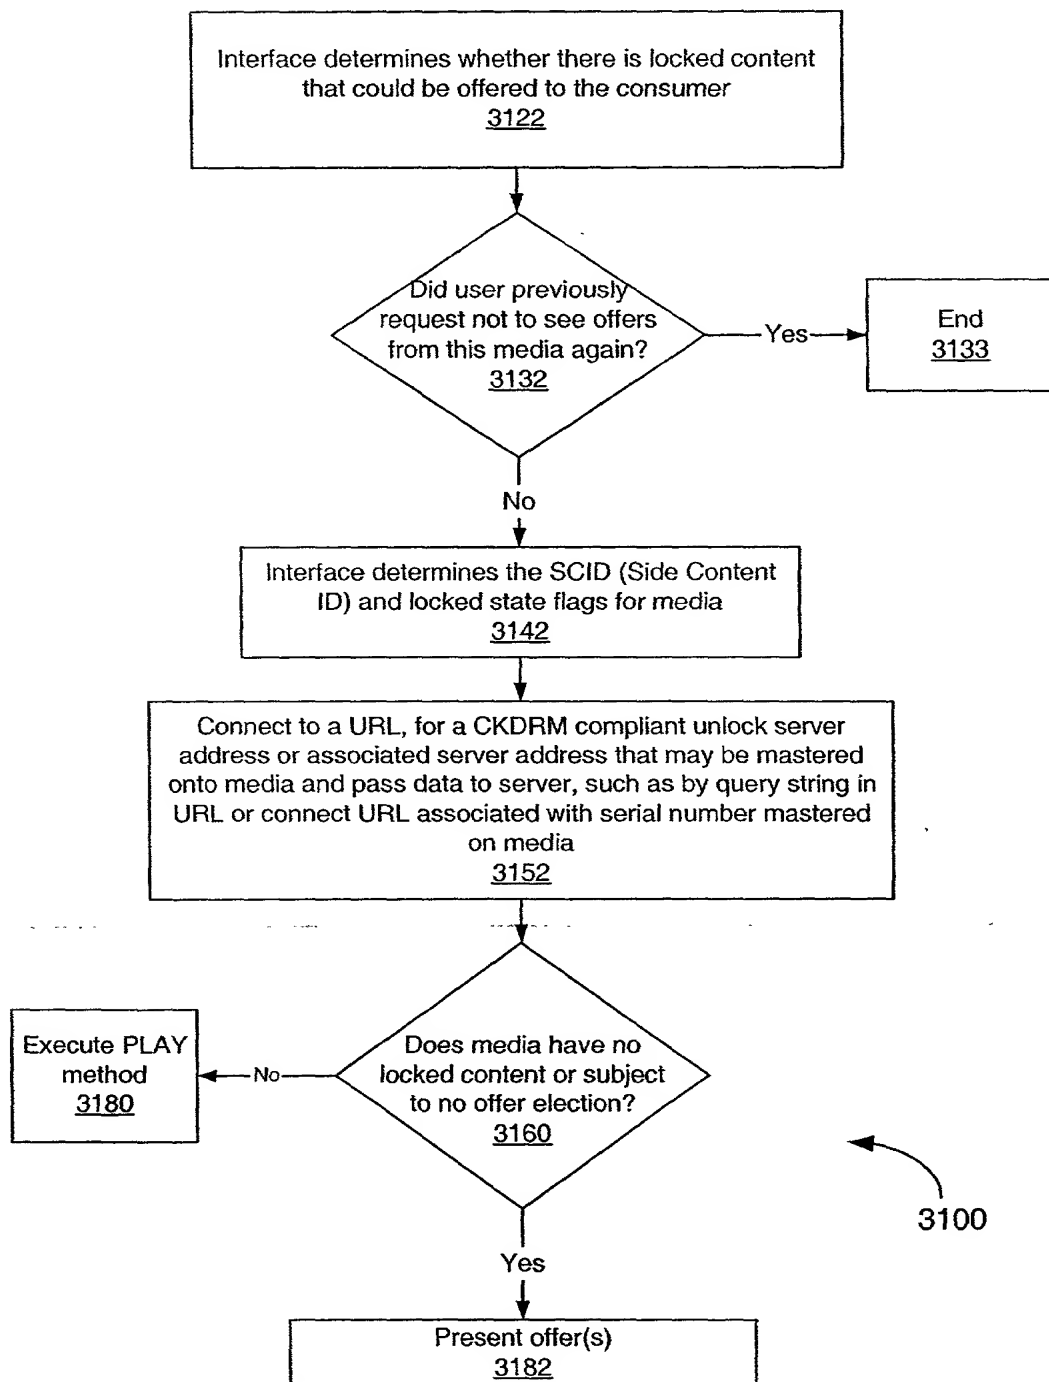 Interface determines whether there is locked content
that could be offered to the consumer
3122
Did user previously
request not to see offers
from this media again?
3132
Yes
End
3133
No
Interface determines the SCID (Side Content
ID) and locked state flags for media
3142
Connect to a URL, for a CKDRM compliant unlock server
address or associated server address that may be mastered
onto media and pass data to server, such as by query string in
URL or connect URL associated with serial number mastered
on media
3152
Does media have no
locked content or subject
to no offer election?
3160
No
Execute PLAY
method
3180
3100
Yes
Present offer(s)
3182